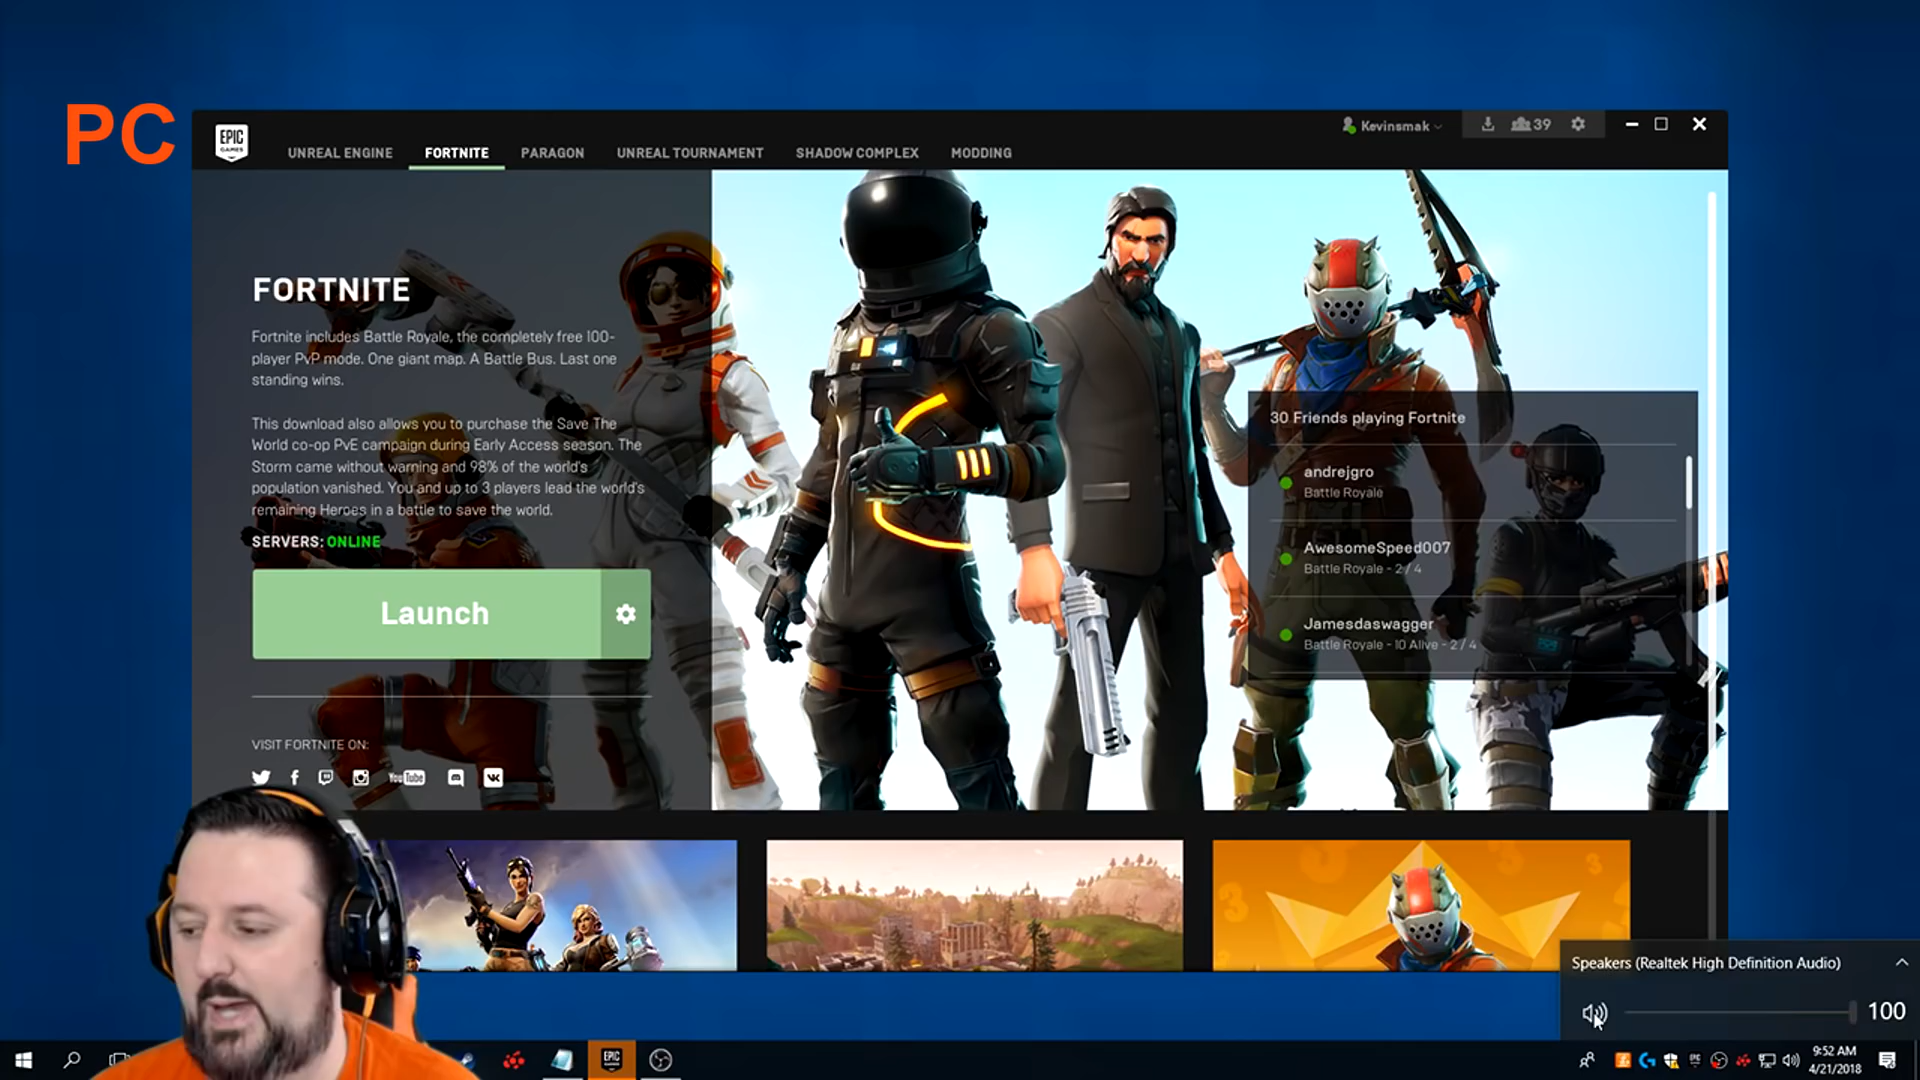 PC
EPIC
GAMES
Kevinsmak
39
UNREAL ENGINE
FORTNITE
PARAGON
UNREAL TOURNAMENT
SHADOW COMPLEX
MODDING
FORTNITE
Fortnite includes Battle Royale, the completely free 100-
player PvP mode. One giant map. A Battle Bus. Last one
standing wins.
This download also allows you to purchase the Save The
World co-op PvE campaign during Early Access season. The
Storm came without warning and 98% of the world's
population vanished. You and up to 3 players lead the world's
remaining Heroes in a battle to save the world.
SERVERS: ONLINE
Launch
VISIT FORTNITE ON:
YouTube
30 Friends playing Fortnite
andrejgro
Battle Royale
AwesomeSpeed007
Battle Royale - 2 / 4
Jamesdaswagger
Battle Royale - 10 Alive - 2 / 4
Speakers (Realtek High Definition Audio)
100
EPIC
9:52 AM
4/21/2018